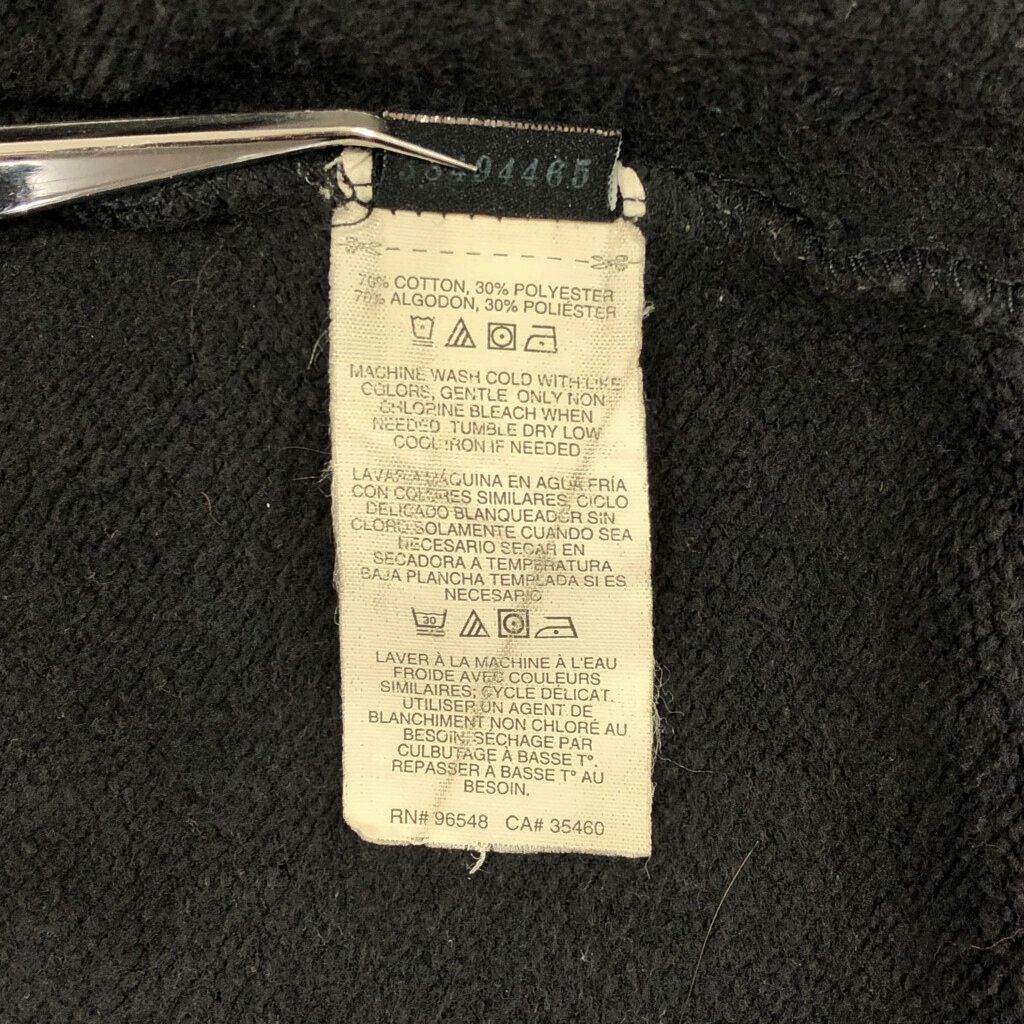 94465
70% COTTON, 30% POLYESTER
70% ALGODON, 30% POLIÉSTER
MACHINE WASH COLD WITH LIKE
COLORS, GENTLE ONLY NON
CHLORINE BLEACH WHEN
NEEDED TUMBLE DRY LOW
COOL IRON IF NEEDED
LAVAR A MÁQUINA EN AGUA FRÍA
CON COLORES SIMILARES, CICLO
DELICADO BLANQUEADOR SIN
CLORO SOLAMENTE CUANDO SEA
NECESARIO SECAR EN
SECADORA A TEMPERATURA
BAJA PLANCHA TEMPLADA SI ES
NECESARIO
30
LAVER À LA MACHINE À L'EAU
FROIDE AVEC COULEURS
SIMILAIRES; CYCLE DÉLICAT.
UTILISER UN AGENT DE
BLANCHIMENT NON CHLORÉ AU
BESOIN. SÉCHAGE PAR
CULBUTAGE À BASSE T°.
REPASSER À BASSE T° AU
BESOIN.
RN# 96548 CA# 35460